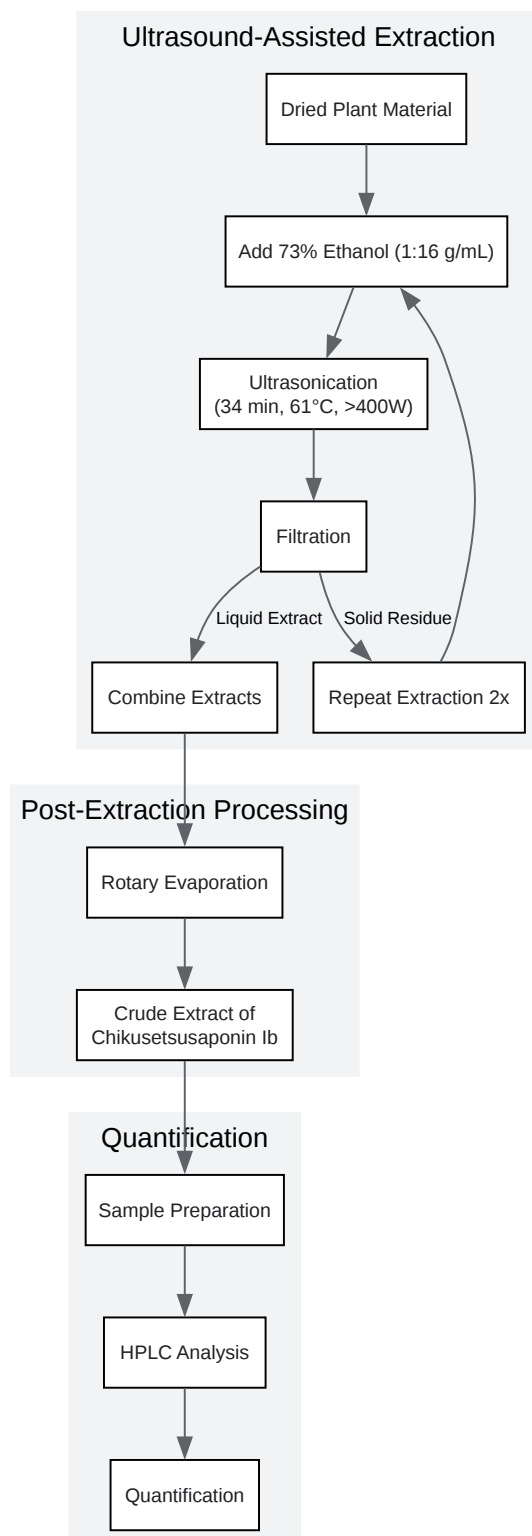 Ultrasound-Assisted Extraction
Dried Plant Material
Add 73% Ethanol (1:16 g/mL)
Ultrasonication
(34 min, 61°C, >400W)
Filtration
Liquid Extract
Solid Residue
Combine Extracts
Repeat Extraction 2x
Post-Extraction Processing
Rotary Evaporation
Crude Extract of
Chikusetsusaponin Ib
Quantification
Sample Preparation
HPLC Analysis
Quantification